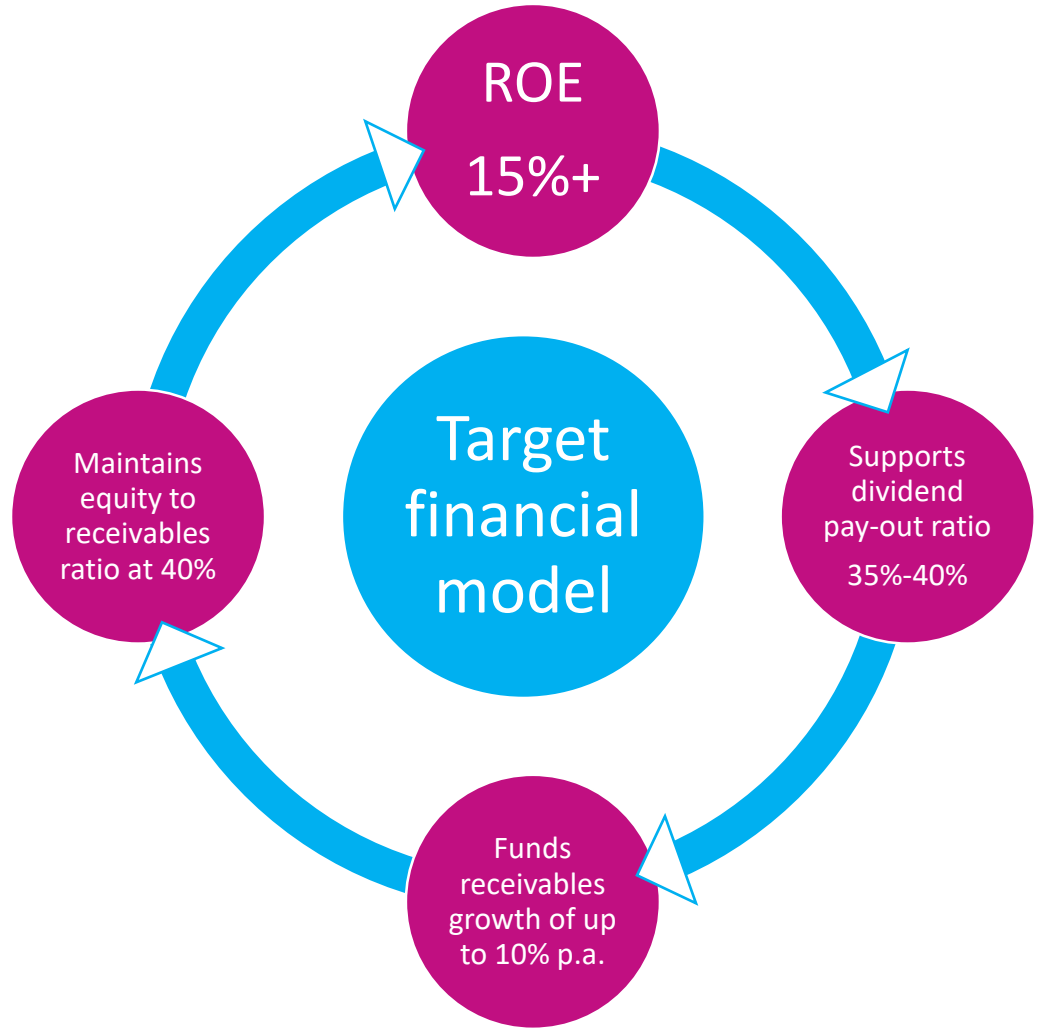 ROE
15%+
Supports
dividend
pay-out ratio
35%-40%
Funds
receivables
growth of up
to 10% p.a.
Maintains
equity to
receivables
ratio at 40%
Target
financial
model